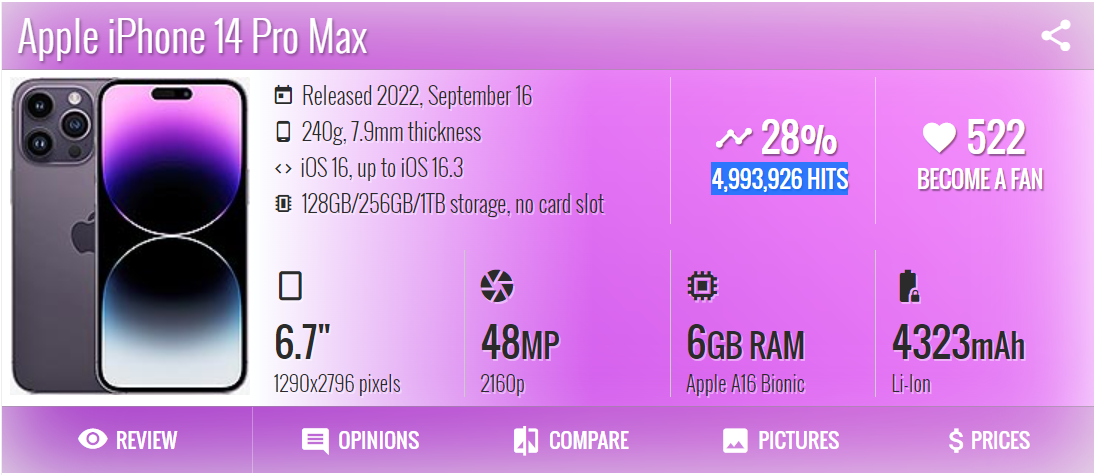 Apple iPhone 14 Pro Max
Released 2022, September 16
240g, 7.9mm thickness
iOS 16, up to iOS 16.3
128GB/256GB/1TB storage, no card slot
28%
4,993,926 HITS
522
BECOME A FAN
6.7"
1290x2796 pixels
48MP
2160p
6GB RAM
Apple A16 Bionic
4323mAh
Li-Ion
REVIEW
OPINIONS
COMPARE
PICTURES
$ PRICES